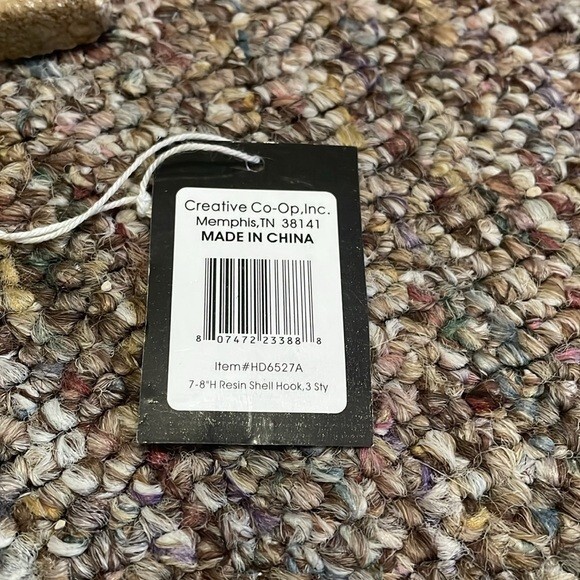 Creative Co-Op,Inc.
Memphis,TN 38141
MADE IN CHINA
8 07472 23388 8
Item#HD6527A
7-8"H Resin Shell Hook,3 Sty